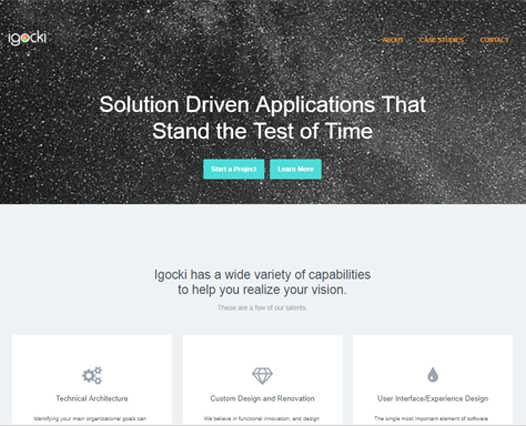 igocki
ABOUT CASE STUDIES CONTACT
Solution Driven Applications That
Stand the Test of Time
Start a Project Learn More
Igocki has a wide variety of capabilities
to help you realize your vision.
These are a few of our talents.
Technical Architecture Custom Design and Renovation User Interface/Experience Design
Identifying your main organizational goals can We believe in functional innovation, and design The single most important element of software